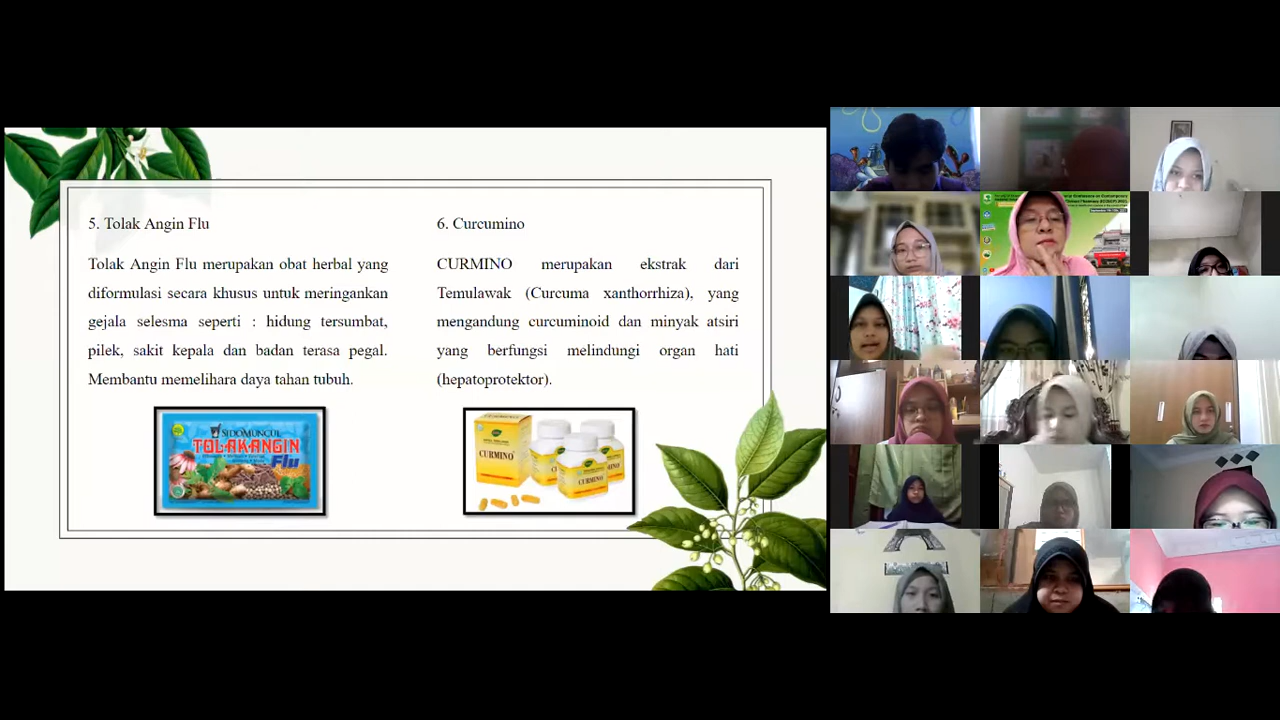 5. Tolak Angin Flu
Tolak Angin Flu merupakan obat herbal yang
diformulasi secara khusus untuk meringankan
gejala selesma seperti : hidung tersumbat,
pilek, sakit kepala dan badan terasa pegal.
Membantu memelihara daya tahan tubuh.
SIDOMUNCUL
TOLAKANGIN
Flu
6. Curcumino
CURMINO merupakan ekstrak dari
Temulawak (Curcuma xanthorrhiza), yang
mengandung curcuminoid dan minyak atsiri
yang berfungsi melindungi organ hati
(hepatoprotektor).
CURMINO
CURMINO